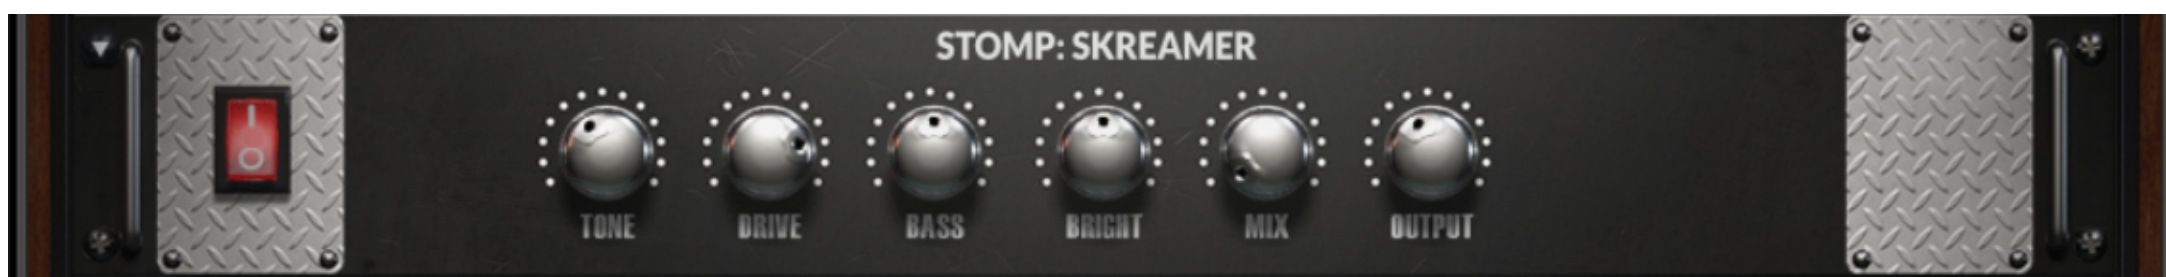 STOMP: SKREAMER
TONE DRIVE BASS BRIGHT MIX OUTPUT